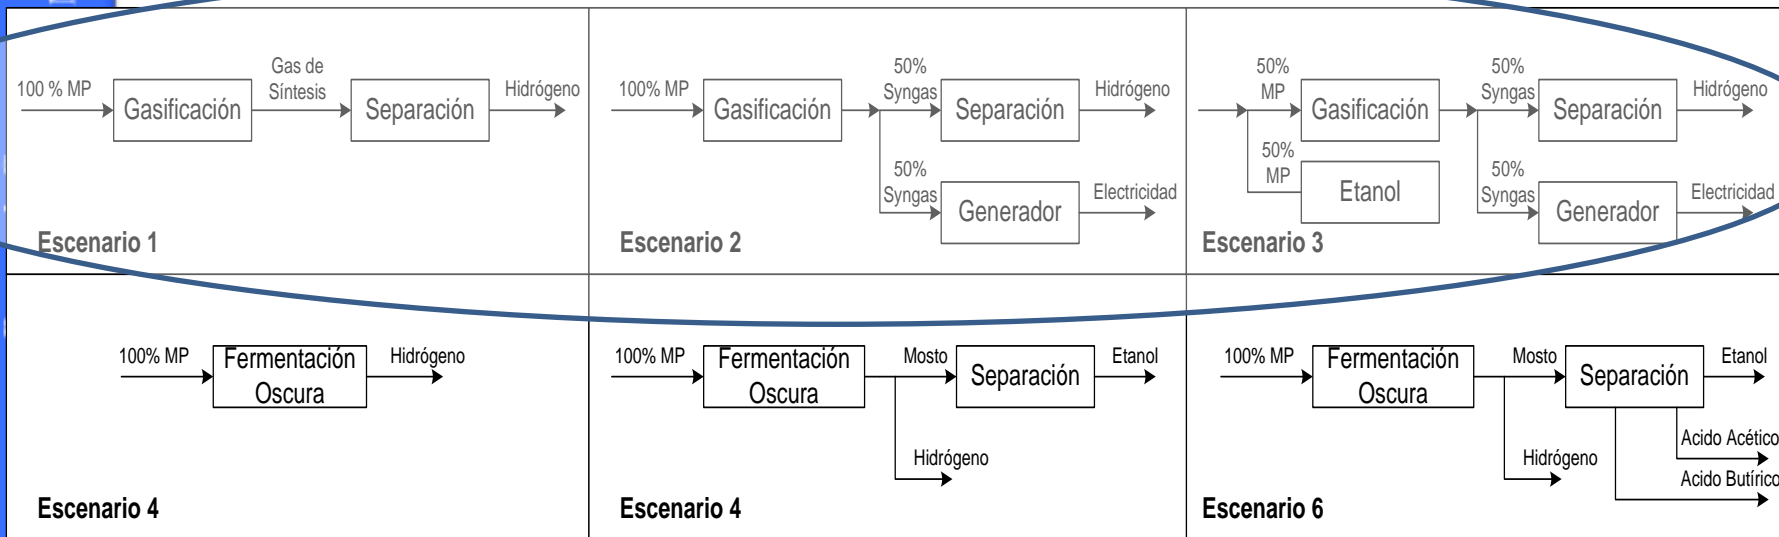 100 % MP
Gasificación
Gas de
Síntesis
Separación
Hidrógeno
Escenario 1
100% MP
Gasificación
50%
Syngas
Separación
Hidrógeno
50%
Syngas
Generador
Electricidad
Escenario 2
50%
MP
Gasificación
50%
Syngas
Separación
Hidrógeno
50%
MP
Etanol
50%
Syngas
Generador
Electricidad
Escenario 3
100% MP
Fermentación
Oscura
Hidrógeno
Escenario 4
100% MP
Fermentación
Oscura
Mosto
Separación
Etanol
Hidrógeno
Escenario 4
100% MP
Fermentación
Oscura
Mosto
Separación
Etanol
Acido Acético
Hidrógeno
Acido Butírico
Escenario 6